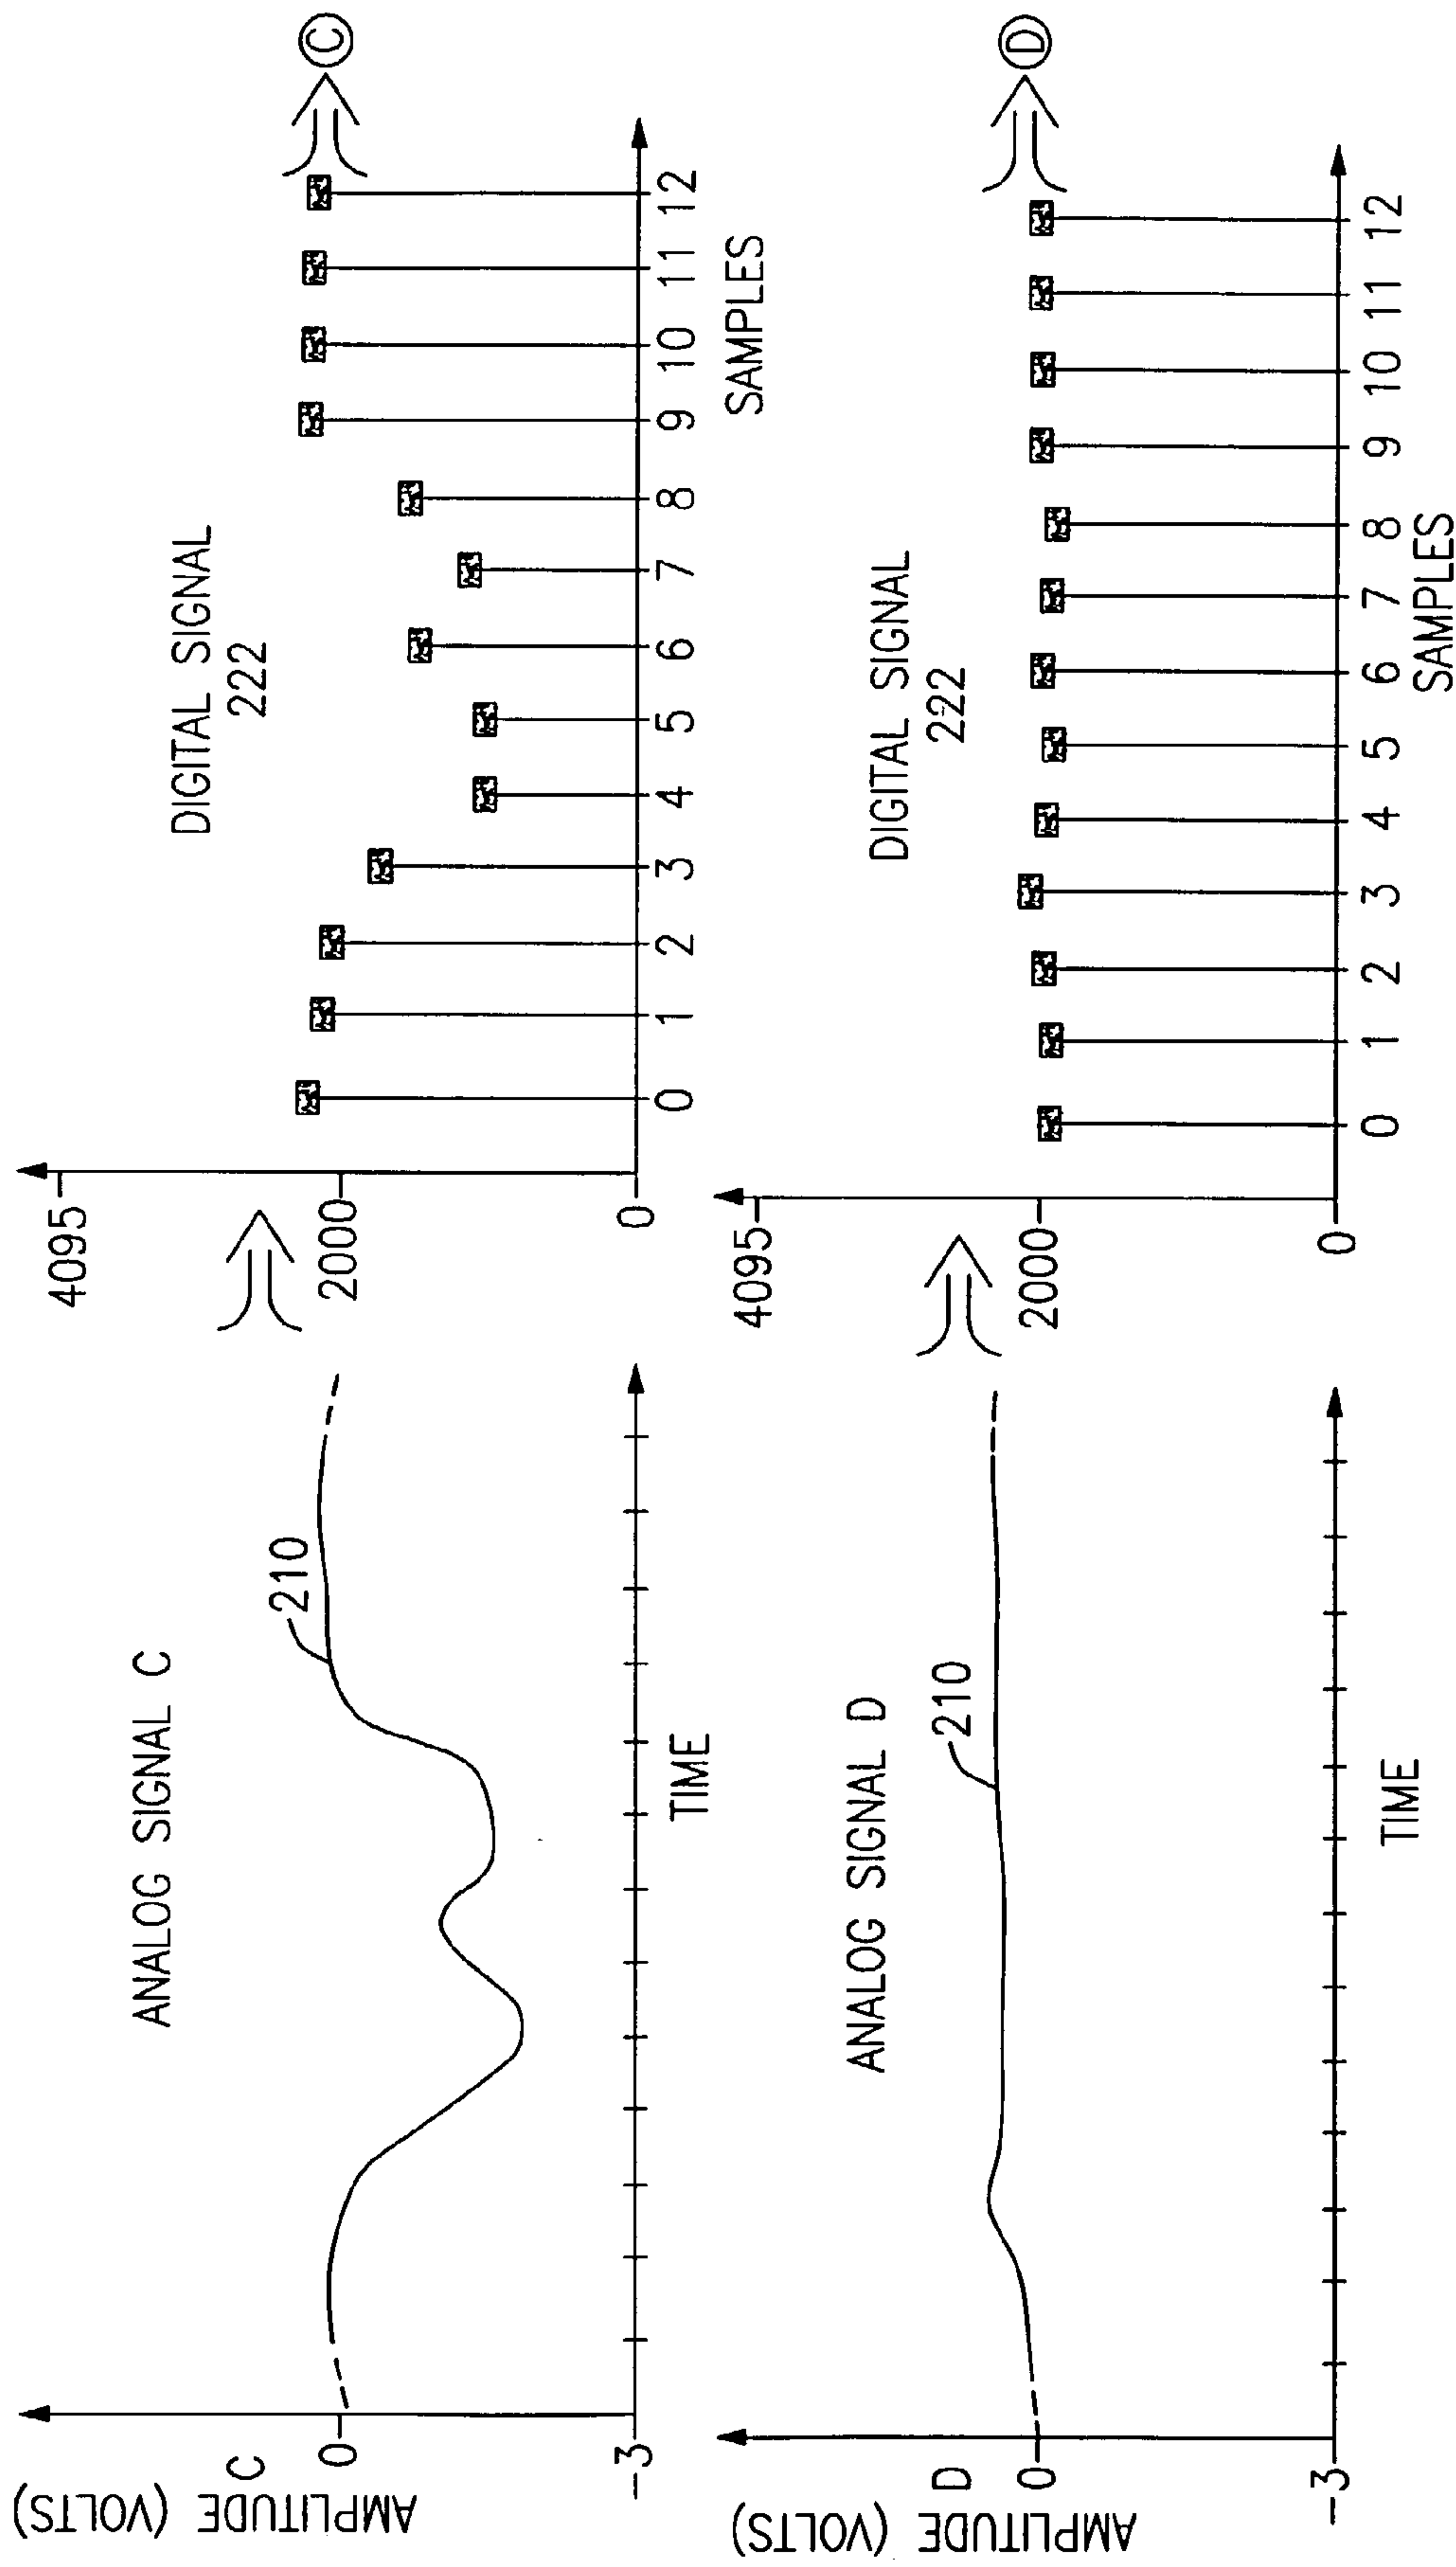 ANALOG SIGNAL C
AMPLITUDE (VOLTS)
C
0
-3
210
TIME
DIGITAL SIGNAL
222
4095
2000
0
0 1 2 3 4 5 6 7 8 9 10 11 12
SAMPLES
C
ANALOG SIGNAL D
AMPLITUDE (VOLTS)
D
0
-3
210
TIME
DIGITAL SIGNAL
222
4095
2000
0
0 1 2 3 4 5 6 7 8 9 10 11 12
SAMPLES
D